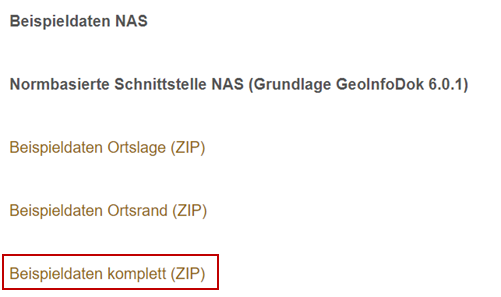 Beispieldaten NAS
Normbasierte Schnittstelle NAS (Grundlage GeoInfoDok 6.0.1)
Beispieldaten Ortslage (ZIP)
Beispieldaten Ortsrand (ZIP)
Beispieldaten komplett (ZIP)